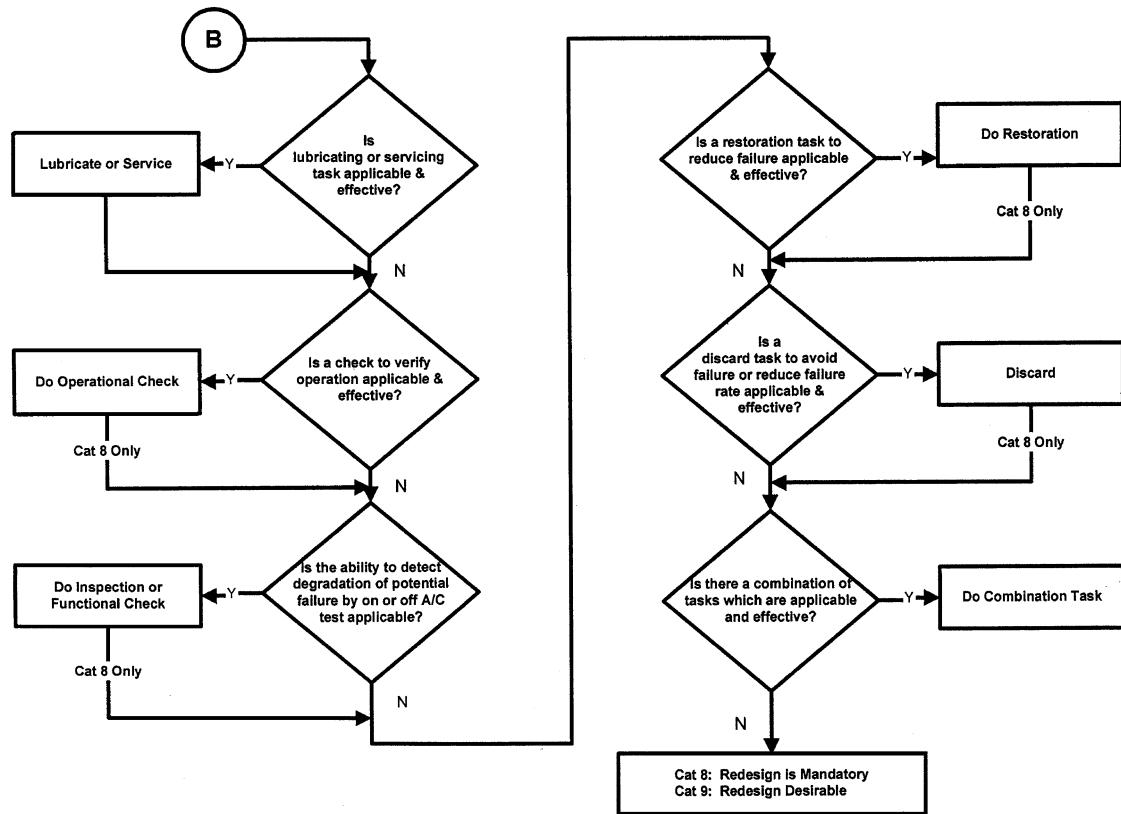 B
Is
lubricating or servicing
task applicable &
effective?
Y
Lubricate or Service
N
Is a check to verify
operation applicable &
effective?
Y
Do Operational Check
Cat 8 Only
N
Is the ability to detect
degradation of potential
failure by on or off A/C
test applicable?
Y
Do Inspection or
Functional Check
Cat 8 Only
N
Is a restoration task to
reduce failure applicable
& effective?
Y
Do Restoration
Cat 8 Only
N
Is a
discard task to avoid
failure or reduce failure
rate applicable &
effective?
Y
Discard
Cat 8 Only
N
Is there a combination of
tasks which are applicable
and effective?
Y
Do Combination Task
N
Cat 8: Redesign is Mandatory
Cat 9: Redesign Desirable